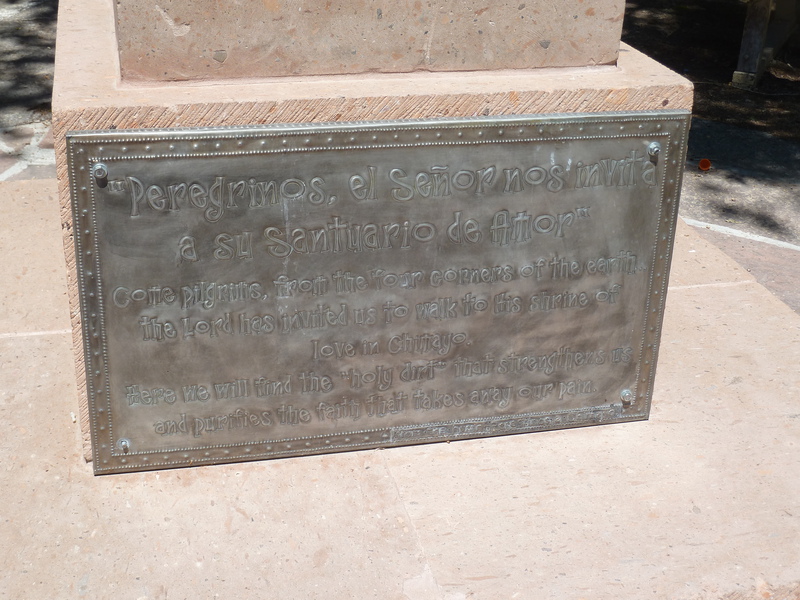 "Peregrinos, el Señor nos invita
a su Santuario de Amor"
Come pilgrims, from the four corners of the earth.
the Lord has invited us to walk to His shrine of
love in Chimayo.
Here we will find the "holy dirt" that strengthens us
and purifies the faith that takes away our pain.